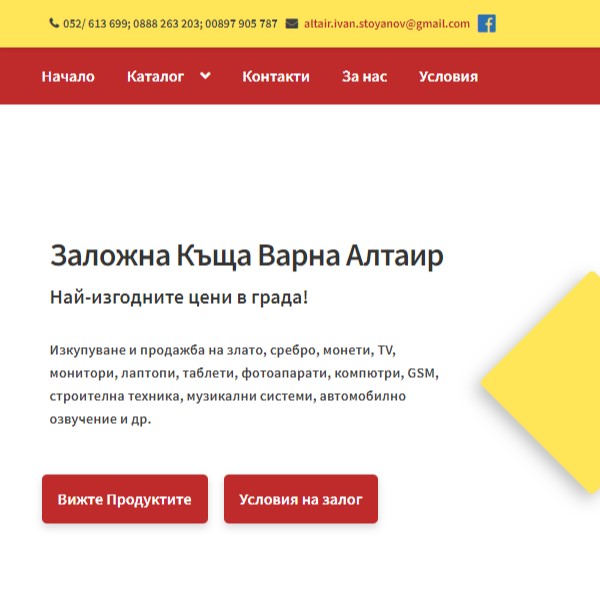 052/ 613 699; 0888 263 203; 00897 905 787 altair.ivan.stoyanov@gmail.com
Начало Каталог Контакти За нас Условия
Заложна Къща Варна Алтаир
Най-изгодните цени в града!
Изкупуване и продажба на злато, сребро, монети, TV,
монитори, лаптопи, таблети, фотоапарати, компютри, GSM,
строителна техника, музикални системи, автомобилно
озвучение и др.
Вижте Продуктите Условия на залог